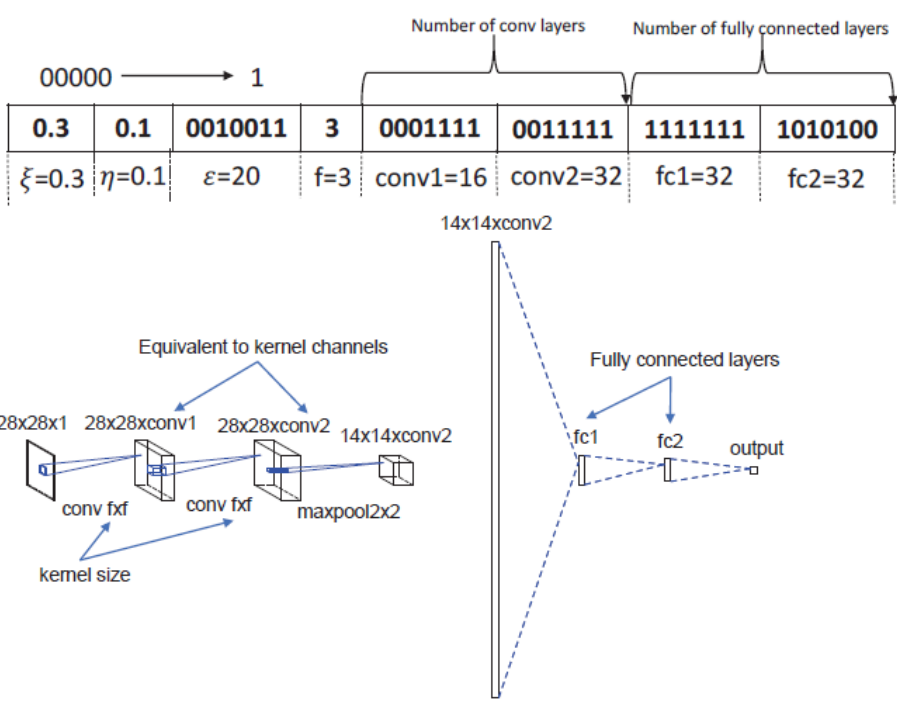 Number of conv layers
Number of fully connected layers
00000 1
0.3 0.1 0010011 3 0001111 0011111 1111111 1010100
ξ=0.3 η=0.1 ε=20 f=3 conv1=16 conv2=32 fc1=32 fc2=32
14x14xconv2
Equivalent to kernel channels
Fully connected layers
28x28x1 28x28xconv1 28x28xconv2 14x14xconv2
fc1 fc2 output
conv fxf conv fxf maxpool2x2
kernel size